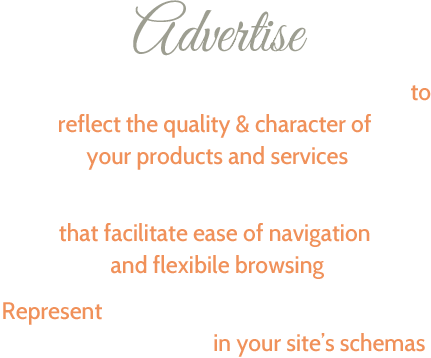 Advertise
to
reflect the quality & character of
your products and services
that facilitate ease of navigation
and flexibile browsing
Represent
in your site’s schemas